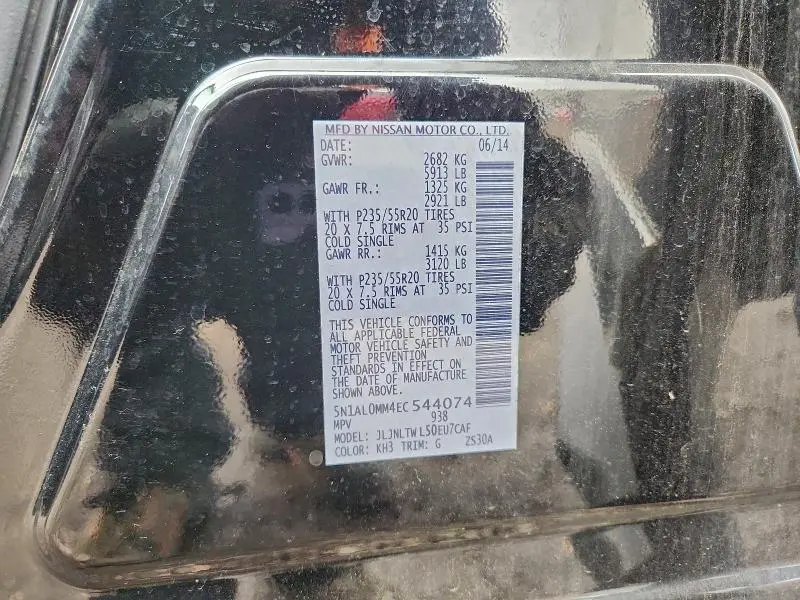 MFD BY NISSAN MOTOR CO., LTD.
DATE: 06/14
GVWR: 2682 KG
5913 LB
GAWR FR.: 1325 KG
2921 LB
WITH P235/55R20 TIRES
20 X 7.5 RIMS AT 35 PSI
COLD SINGLE
GAWR RR.: 1415 KG
3120 LB
WITH P235/55R20 TIRES
20 X 7.5 RIMS AT 35 PSI
COLD SINGLE
THIS VEHICLE CONFORMS TO
ALL APPLICABLE FEDERAL
MOTOR VEHICLE SAFETY AND
THEFT PREVENTION
STANDARDS IN EFFECT ON
THE DATE OF MANUFACTURE
SHOWN ABOVE.
5N1AL0MM4EC544074
MPV 938
MODEL: JLJNLTWL50EU7CAF
COLOR: KH3 TRIM: G ZS30A